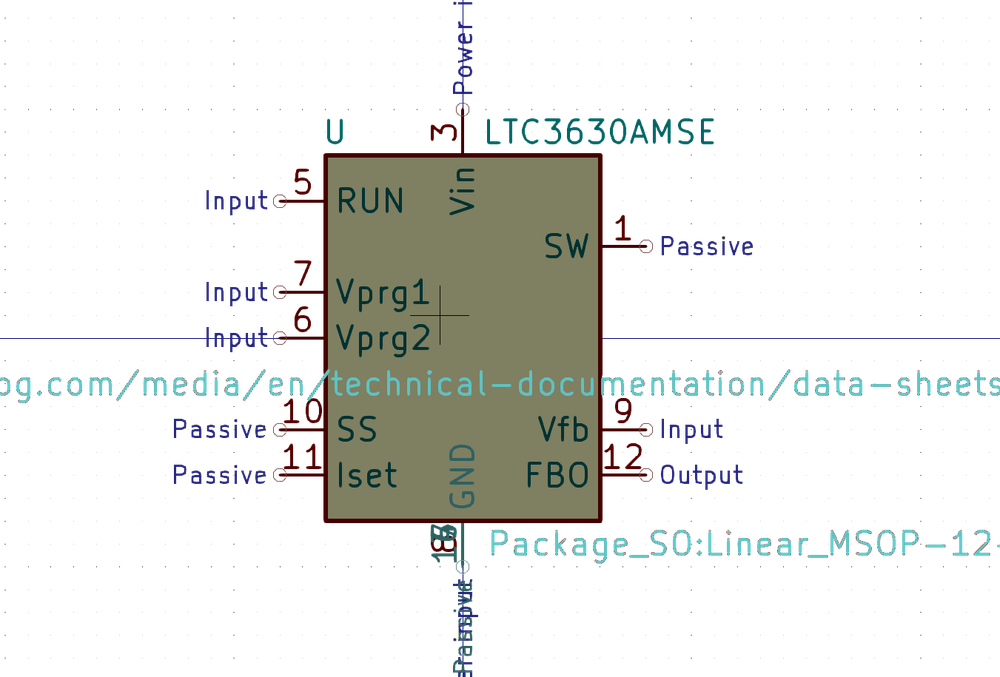 Power i
U
3
LTC3630AMSE
Vin
5
Input
RUN
SW
1
Passive
7
Input
Vprg1
6
Input
Vprg2
og.com/media/en/technical-documentation/data-sheets
10
Passive
SS
Vfb
9
Input
11
Passive
Iset
FBO
12
Output
GND
Package_SO:Linear_MSOP-12-